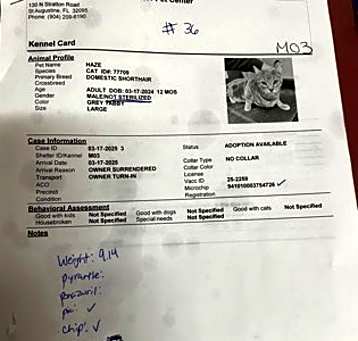 130 N Stratton Road
St Augustine, FL 32095
Phone: (904) 209-6190
Pet Center
# 36
Kennel Card
M03
Animal Profile
Pet Name HAZE
Species CAT ID#: 77709
Primary Breed DOMESTIC SHORTHAIR
Crossbreed
Age ADULT DOB: 03-17-2024 12 MOS
Gender MALE/NOT STERILIZED
Color GREY TABBY
Size LARGE
Case Information
Case ID 03-17-2025 3 Status ADOPTION AVAILABLE
Shelter ID/Kennel M03
Arrival Date 03-17-2025 Collar Type NO COLLAR
Arrival Reason OWNER SURRENDERED Collar Color
Transport OWNER TURN-IN License
ACO Vacc ID 25-2259
Precinct Microchip 941010003754726 ✓
Condition Registration
Behavioral Assessment
Good with kids Not Specified Good with dogs Not Specified Good with cats Not Specified
Housebroken Not Specified Special needs Not Specified
Notes
Weight: 9.14
pyrantel:
ponazuril:
pic: ✓
chip: ✓